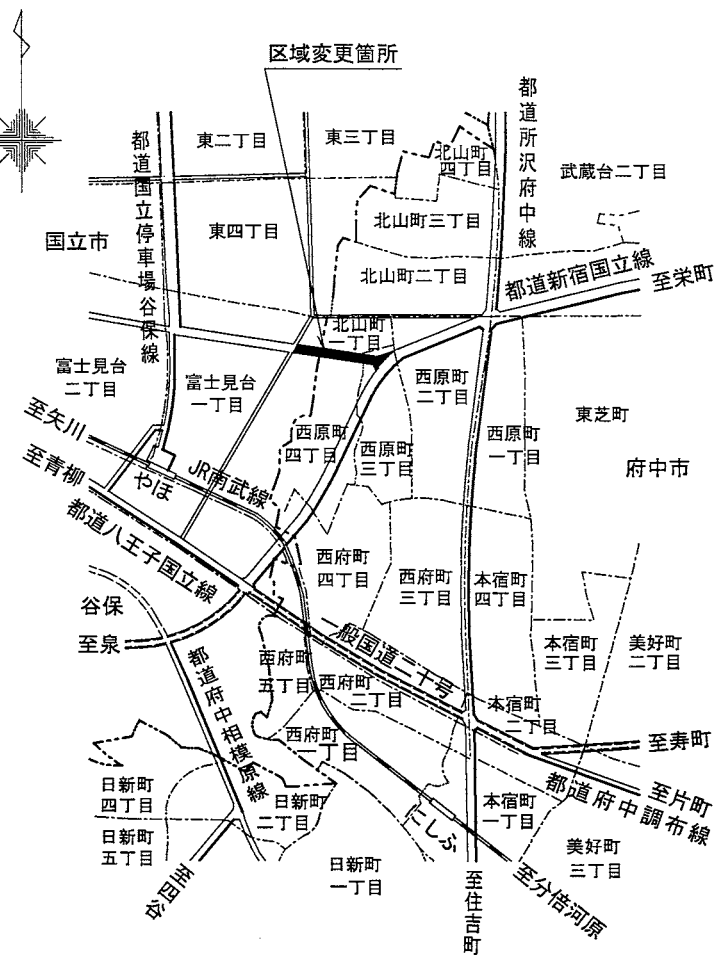 区域変更箇所
都道国立停車場谷保線
東二丁目
東三丁目
北山町
四丁目
都道所沢府中線
武蔵台二丁目
国立市
東四丁目
北山町三丁目
北山町二丁目
都道新宿国立線
至栄町
北山町
一丁目
富士見台
二丁目
富士見台
一丁目
西原町
二丁目
西原町
四丁目
西原町
三丁目
西原町
一丁目
東芝町
府中市
至矢川
至青柳
やほ
JR南武線
都道八王子国立線
西府町
四丁目
西府町
三丁目
本宿町
四丁目
谷保
至泉
都道府中相模原線
一般国道二十号
本宿町
三丁目
美好町
二丁目
西府町
五丁目
西府町
二丁目
本宿町
二丁目
西府町
一丁目
至寿町
至片町
都道府中調布線
日新町
四丁目
日新町
二丁目
にしふ
本宿町
一丁目
日新町
五丁目
至四谷
日新町
一丁目
美好町
三丁目
至分倍河原
至住吉町